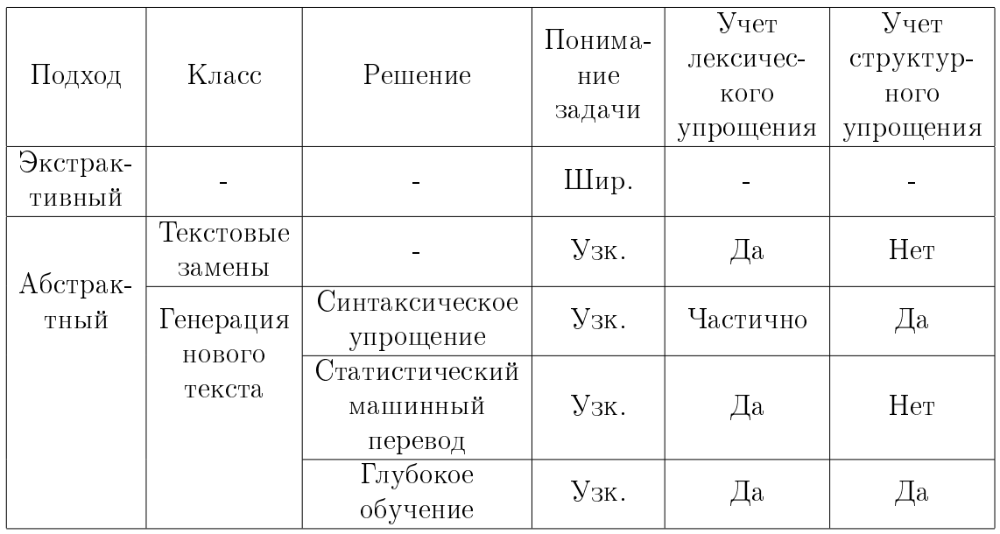 Подход
Класс
Решение
Понима-
ние
задачи
Учет
лексичес-
кого
упрощения
Учет
структур-
ного
упрощения
Экстрак-
тивный
-
-
Шир.
-
-
Абстрак-
тный
Текстовые
замены
-
Узк.
Да
Нет
Генерация
нового
текста
Синтаксическое
упрощение
Узк.
Частично
Да
Статистический
машинный
перевод
Узк.
Да
Нет
Глубокое
обучение
Узк.
Да
Да